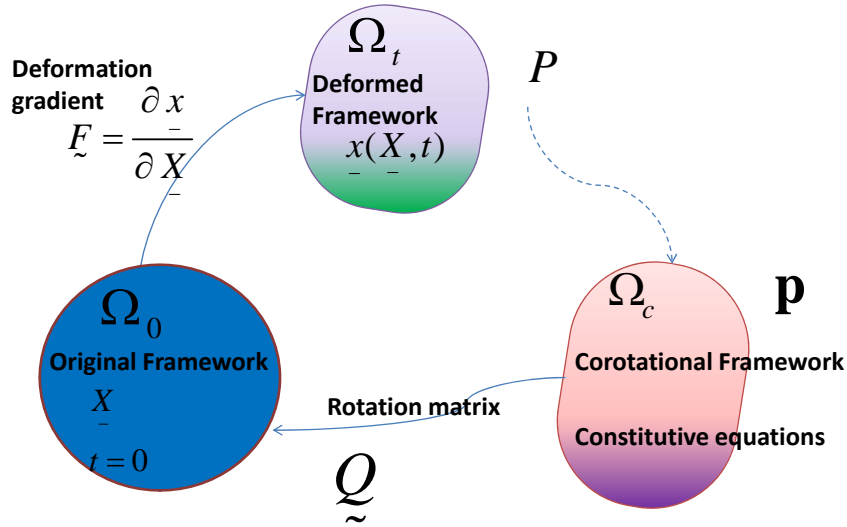 Deformation
gradient
F = ∂x / ∂X
Ω_t
Deformed
Framework
x(X,t)
P
Ω_0
Original Framework
X
t = 0
Ω_c
p
Corotational Framework
Constitutive equations
Rotation matrix
Q